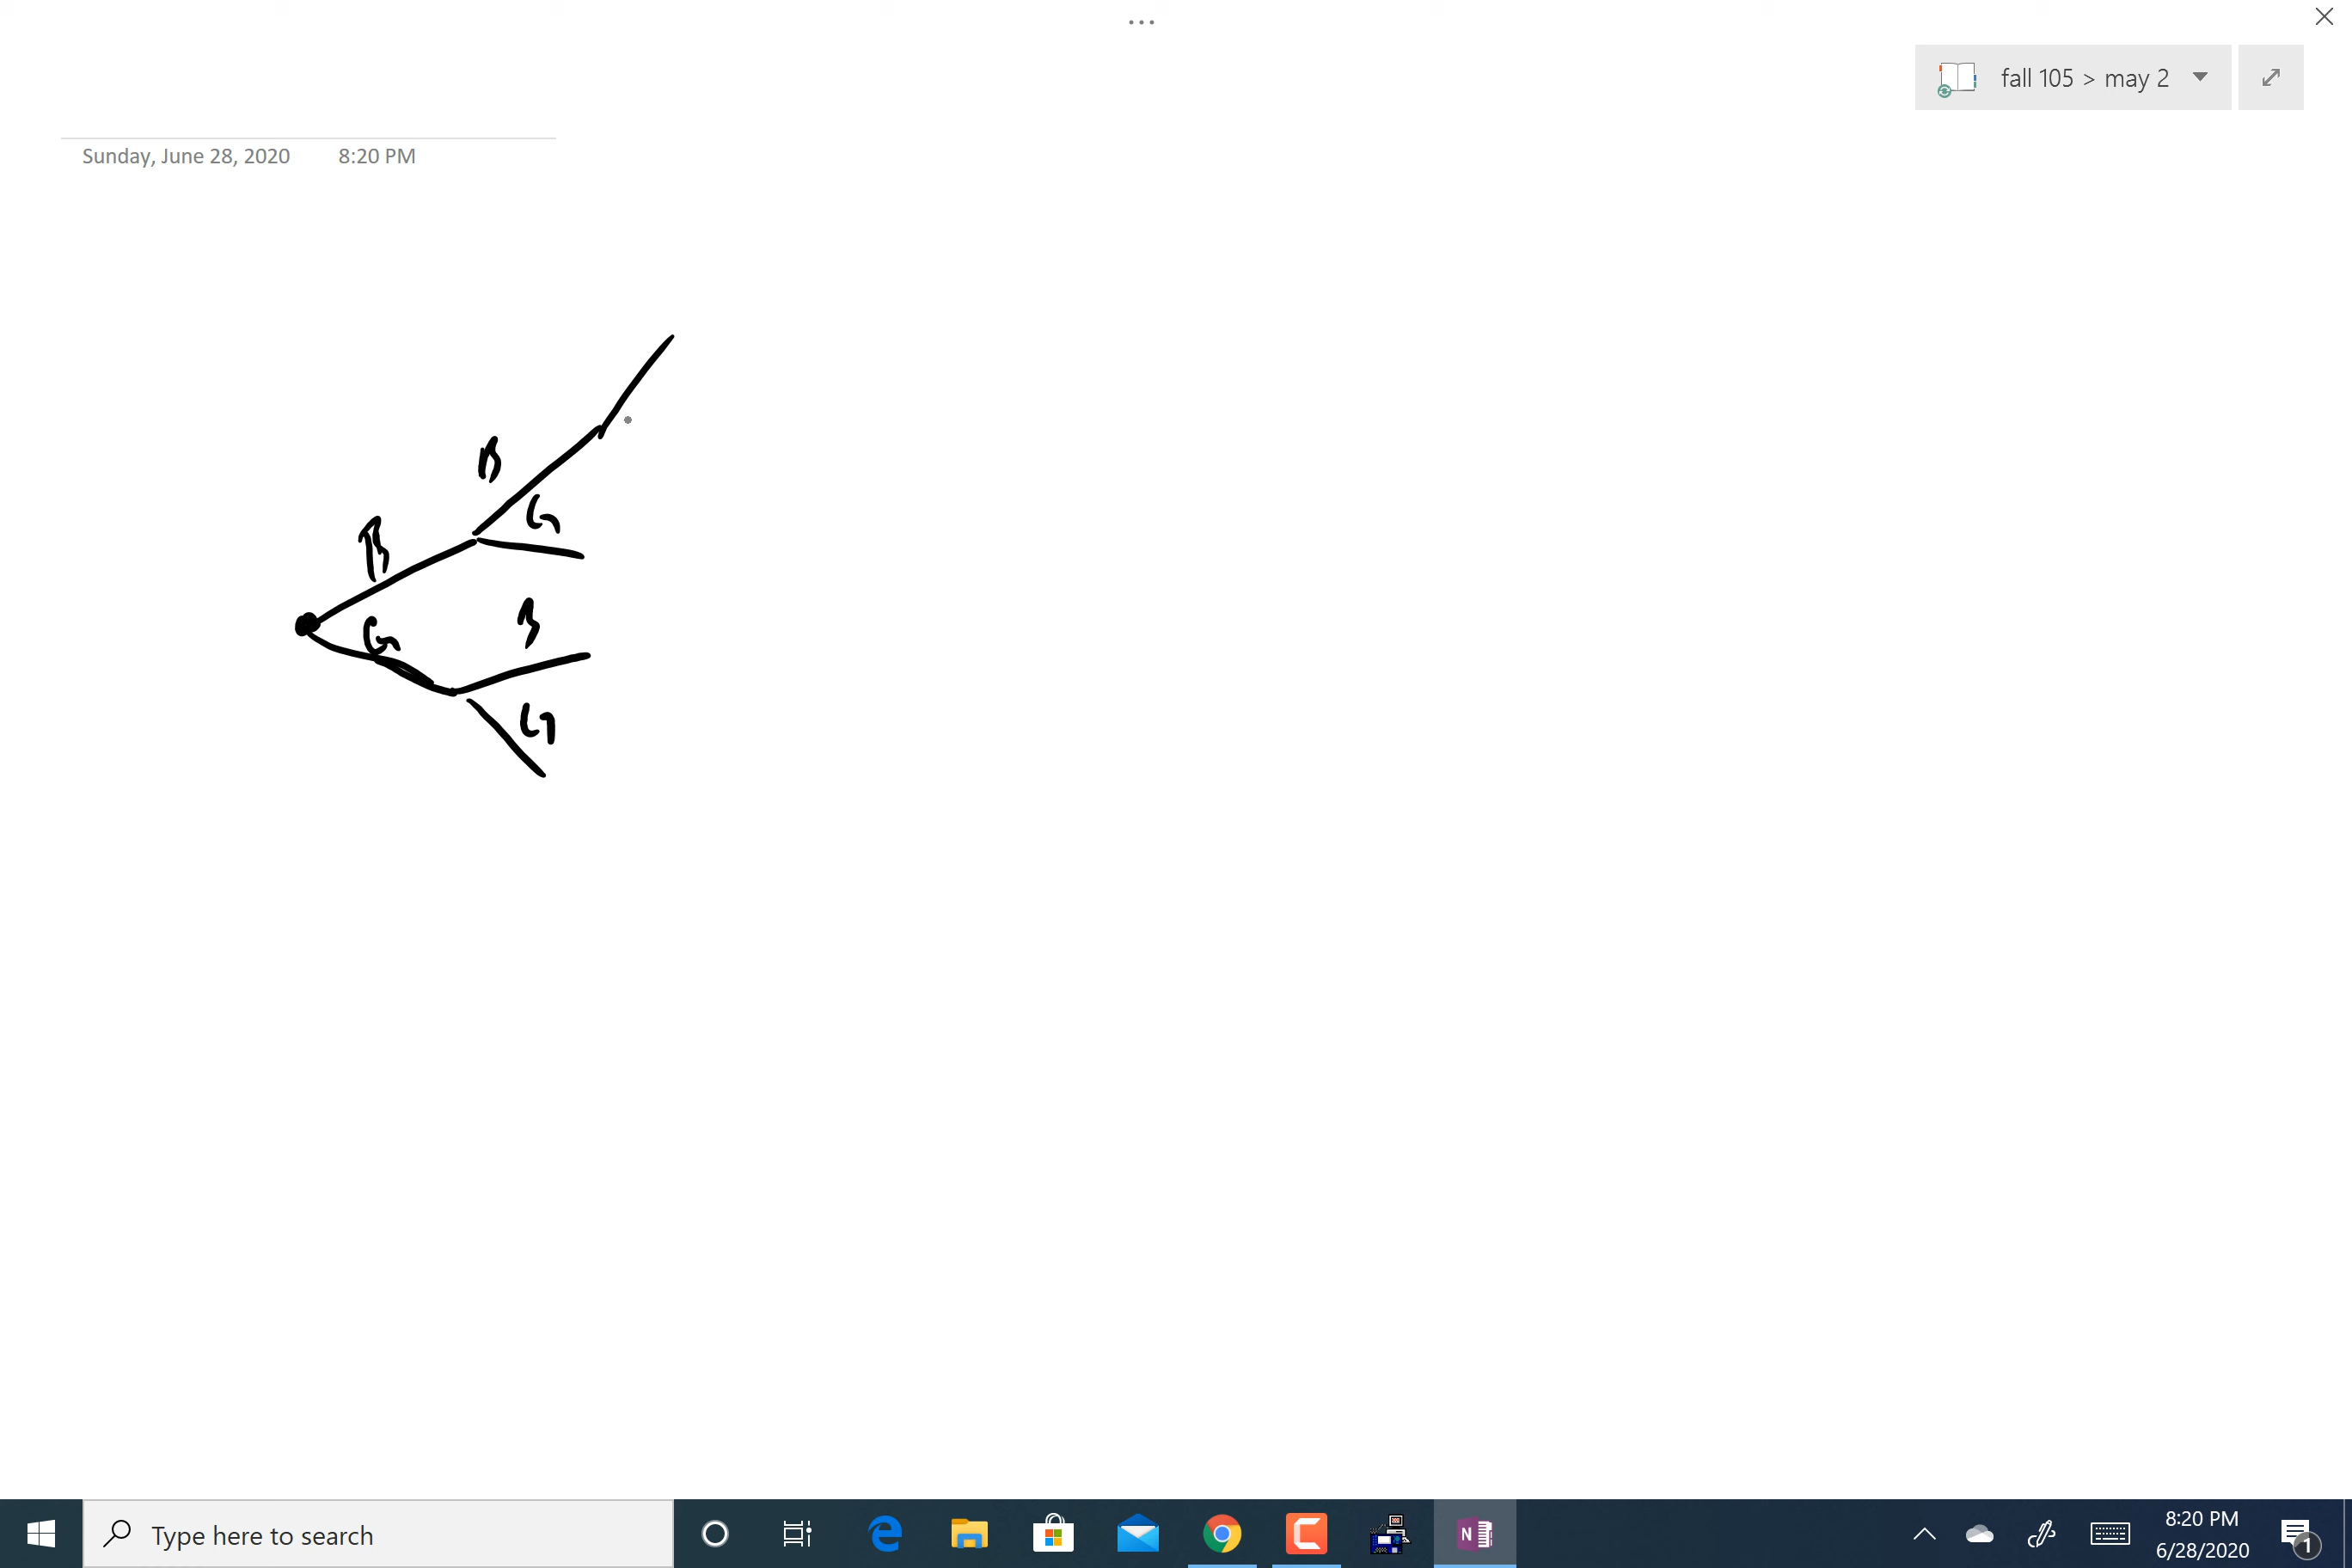 fall 105 > may 2
Sunday, June 28, 2020 8:20 PM
B
G
B
B
G
G
Type here to search
N
8:20 PM
6/28/2020
1